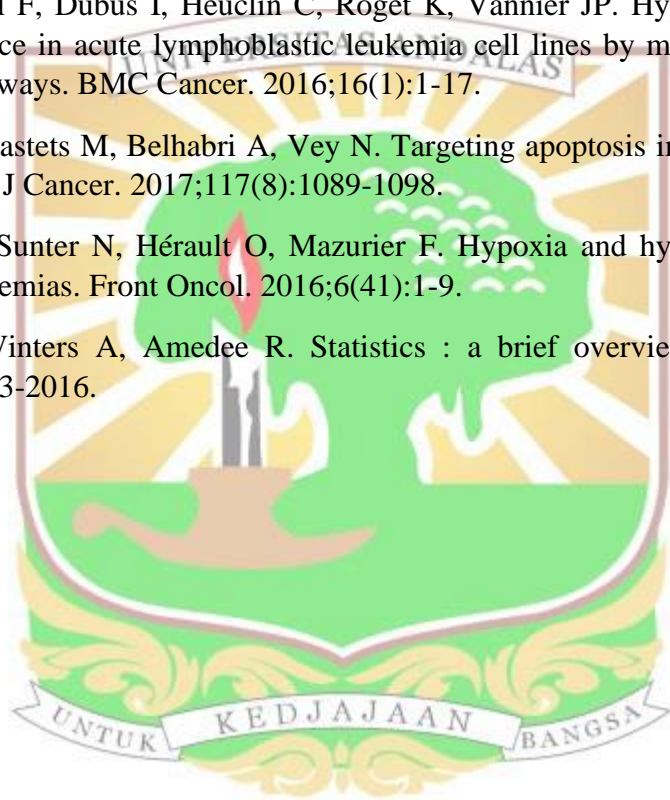 F, Dubus I, Heuclin C, Roget K, Vannier JP. Hy
ce in acute lymphoblastic leukemia cell lines by m
ways. BMC Cancer. 2016;16(1):1-17.
UNIVERSITAS ANDALAS
astets M, Belhabri A, Vey N. Targeting apoptosis in
J Cancer. 2017;117(8):1089-1098.
Sunter N, Hérault O, Mazurier F. Hypoxia and hy
emias. Front Oncol. 2016;6(41):1-9.
Vinters A, Amedee R. Statistics : a brief overvie
3-2016.
UNTUK KEDJAJAAN BANGSA